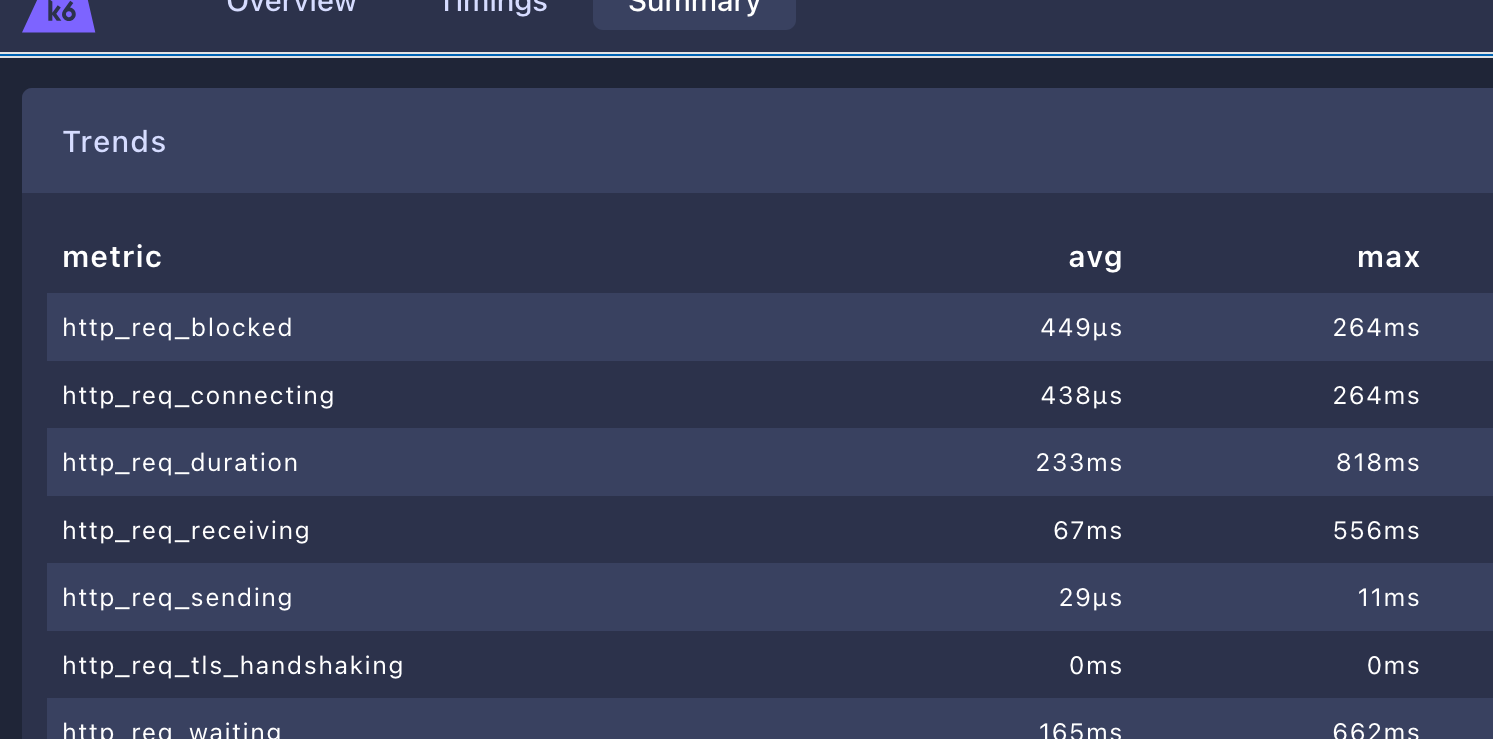 k6 Overview Timings Summary
Trends
metric avg max
http_req_blocked 449µs 264ms
http_req_connecting 438µs 264ms
http_req_duration 233ms 818ms
http_req_receiving 67ms 556ms
http_req_sending 29µs 11ms
http_req_tls_handshaking 0ms 0ms
http_req_waiting 165ms 662ms